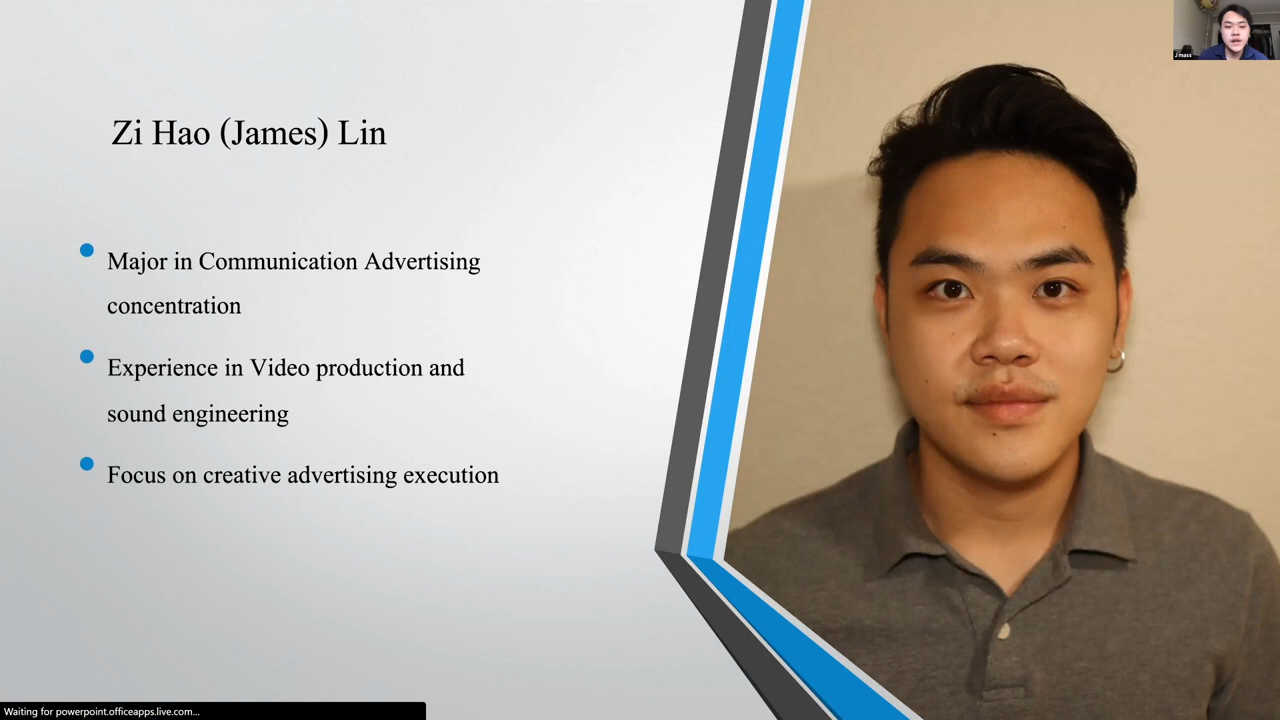 J mass
Zi Hao (James) Lin
Major in Communication Advertising
concentration
Experience in Video production and
sound engineering
Focus on creative advertising execution
Waiting for powerpoint.officeapps.live.com...